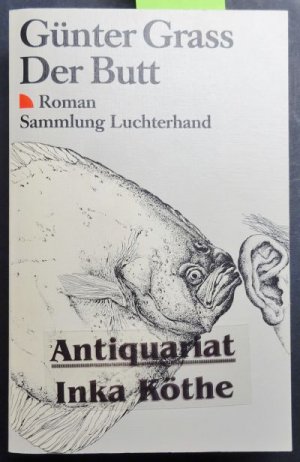 Günter Grass
Der Butt
Roman
Sammlung Luchterhand
Antiquariat
Inka Köthe